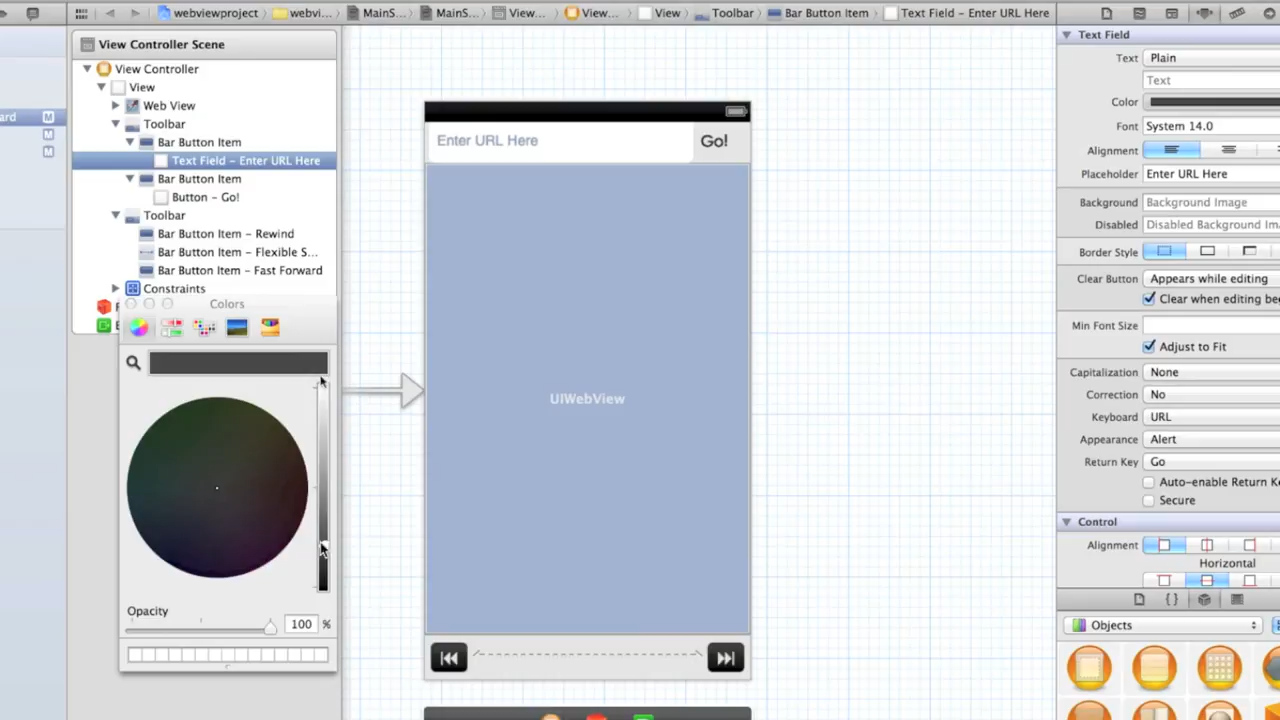 webviewproject
webvi...
MainS...
MainS...
View...
View...
View
Toolbar
Bar Button Item
Text Field – Enter URL Here
ard M
M
M
View Controller Scene
View Controller
View
Web View
Toolbar
Bar Button Item
Text Field – Enter URL Here
Bar Button Item
Button – Go!
Toolbar
Bar Button Item – Rewind
Bar Button Item – Flexible S...
Bar Button Item – Fast Forward
Constraints
Colors
Opacity
100 %
Enter URL Here
Go!
UIWebView
Text Field
Text Plain
Text
Color
Font System 14.0
Alignment
Placeholder Enter URL Here
Background Background Image
Disabled Disabled Background Im
Border Style
Clear Button Appears while editing
Clear when editing be
Min Font Size
Adjust to Fit
Capitalization None
Correction No
Keyboard URL
Appearance Alert
Return Key Go
Auto-enable Return K
Secure
Control
Alignment
Horizontal
{ }
Objects